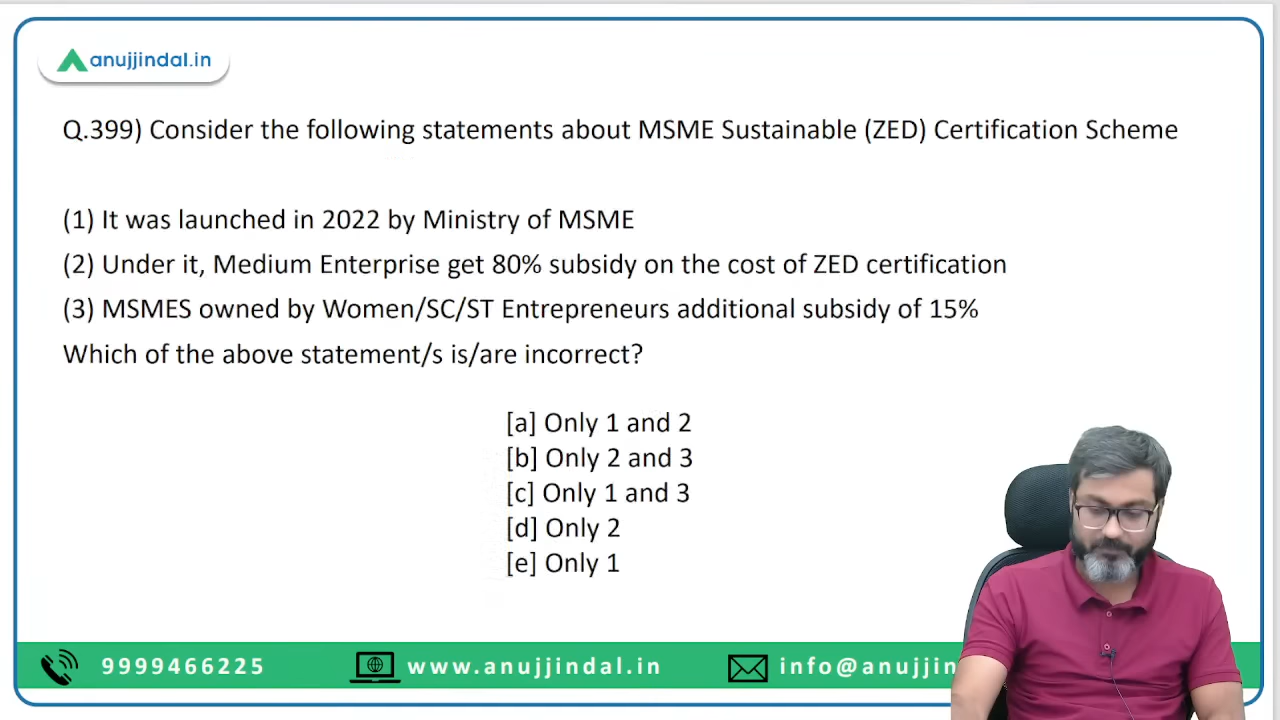 anujjindal.in
Q.399) Consider the following statements about MSME Sustainable (ZED) Certification Scheme
(1) It was launched in 2022 by Ministry of MSME
(2) Under it, Medium Enterprise get 80% subsidy on the cost of ZED certification
(3) MSMES owned by Women/SC/ST Entrepreneurs additional subsidy of 15%
Which of the above statement/s is/are incorrect?
[a] Only 1 and 2
[b] Only 2 and 3
[c] Only 1 and 3
[d] Only 2
[e] Only 1
9999466225 www.anujjindal.in info@anujjin